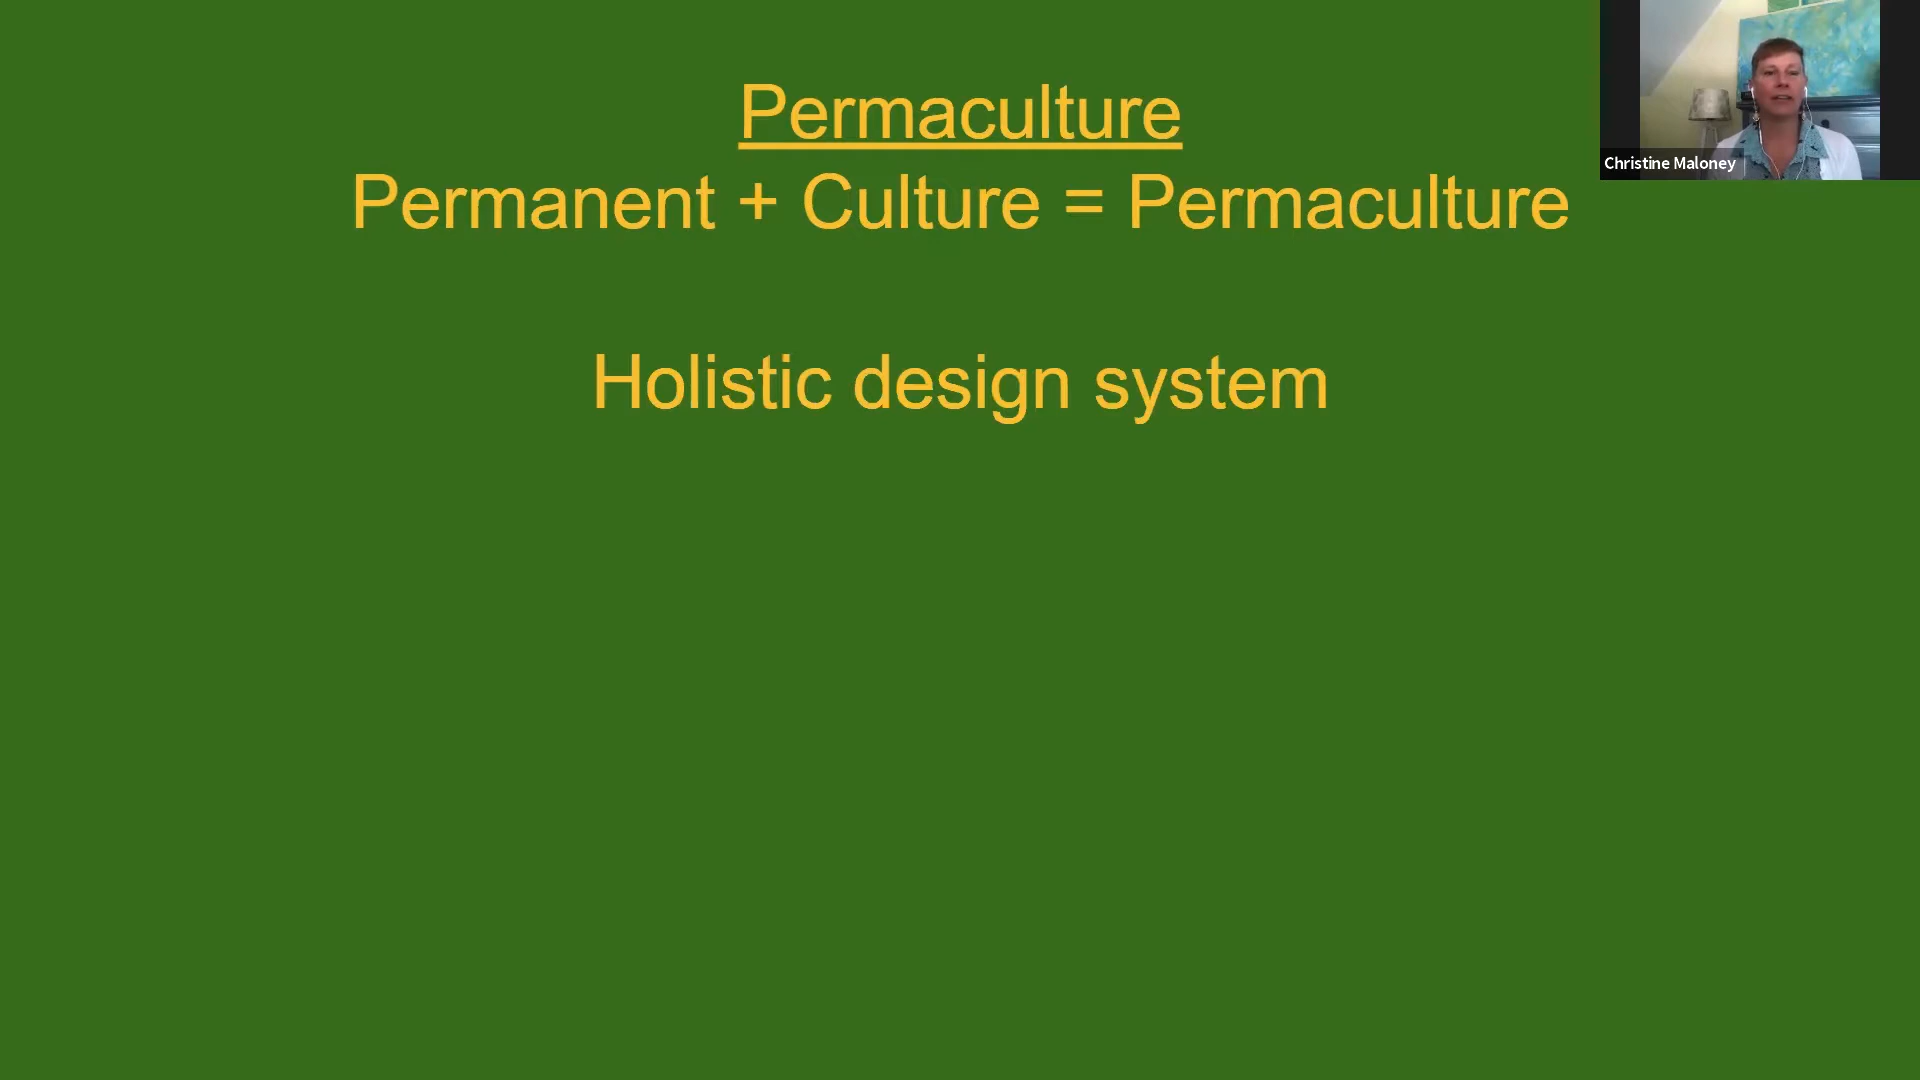 Permaculture
Permanent + Culture = Permaculture
Holistic design system
Christine Maloney